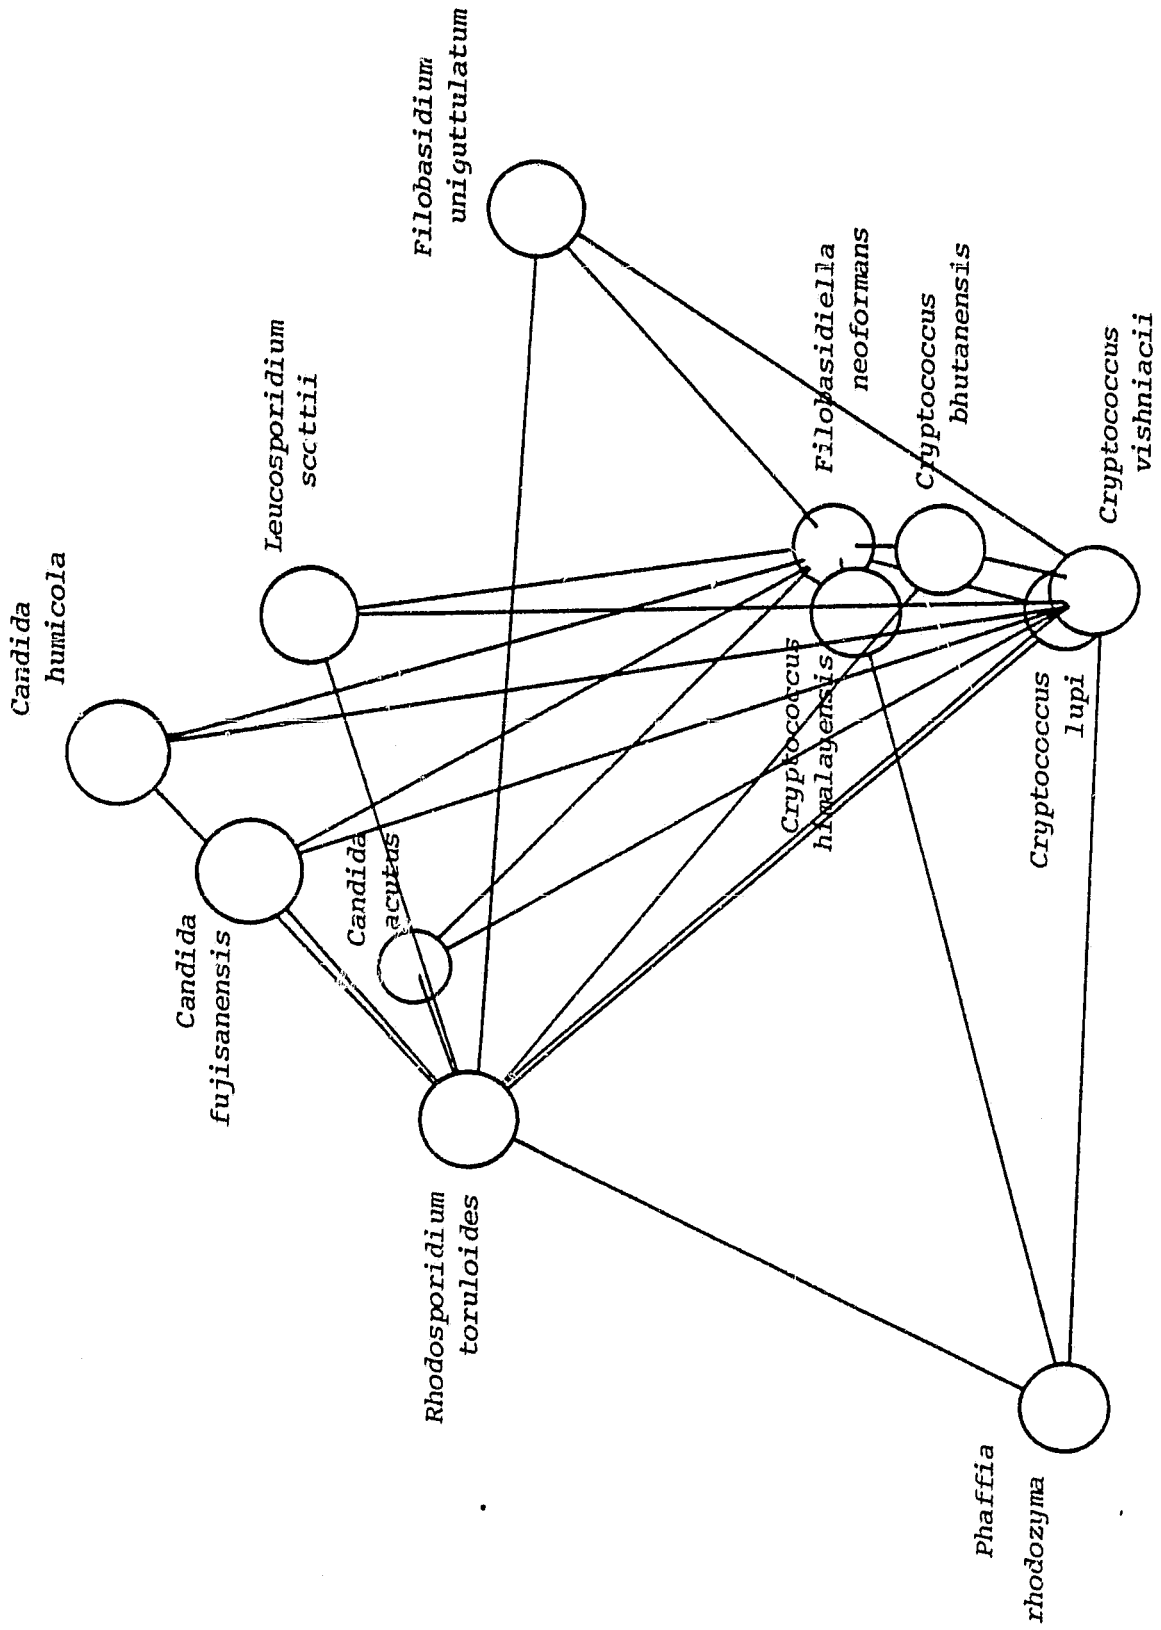 Candida
humicola
Leucosporidium
sccttii
Filobasidium
uniguttulatum
Candida
fujisanensis
Candida
acutus
Filobasidiella
neoformans
Cryptococcus
bhutanensis
Cryptococcus
vishniacii
Cryptococcus
himalayensis
Cryptococcus
lupi
Rhodosporidium
toruloides
Phaffia
rhodozyma